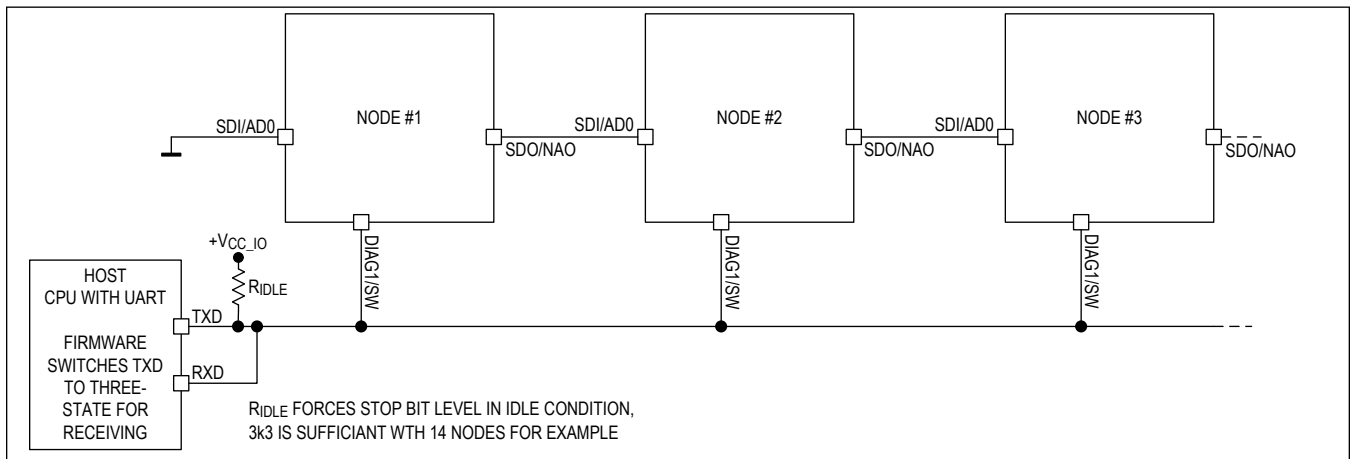 NODE #1
NODE #2
NODE #3
SDI/AD0
SDO/NAO
SDI/AD0
SDO/NAO
SDI/AD0
SDO/NAO
DIAG1/SW
DIAG1/SW
DIAG1/SW
+VCC_IO
RIDLE
HOST
CPU WITH UART
FIRMWARE
SWITCHES TXD
TO THREE-
STATE FOR
RECEIVING
TXD
RXD
RIDLE FORCES STOP BIT LEVEL IN IDLE CONDITION,
3k3 IS SUFFICIANT WTH 14 NODES FOR EXAMPLE